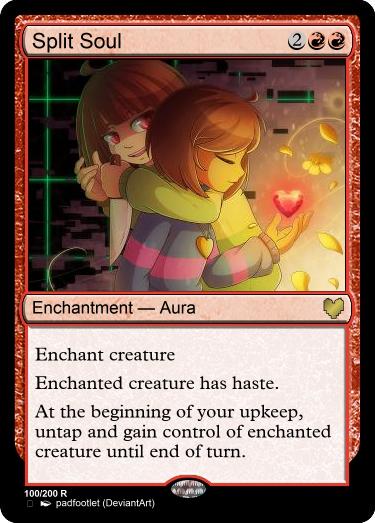 Split Soul 2
Enchantment — Aura
Enchant creature
Enchanted creature has haste.
At the beginning of your upkeep,
untap and gain control of enchanted
creature until end of turn.
100/200 R
padfootlet (DeviantArt)